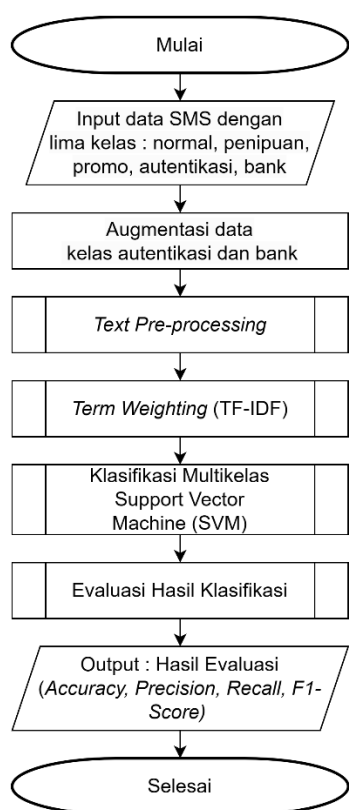 Mulai
Input data SMS dengan
lima kelas : normal, penipuan,
promo, autentikasi, bank
Augmentasi data
kelas autentikasi dan bank
Text Pre-processing
Term Weighting (TF-IDF)
Klasifikasi Multikelas
Support Vector
Machine (SVM)
Evaluasi Hasil Klasifikasi
Output : Hasil Evaluasi
(Accuracy, Precision, Recall, F1-
Score)
Selesai